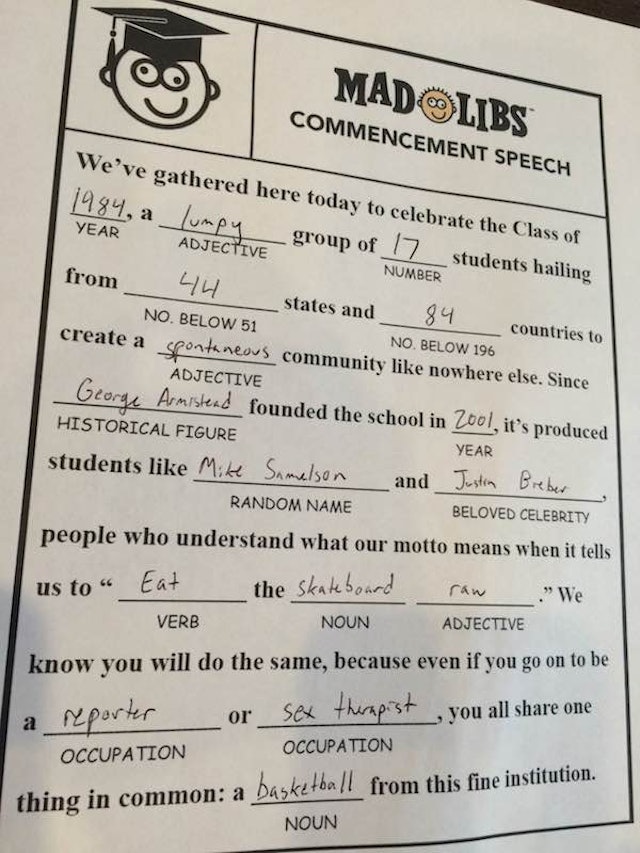 MAD LIBS™
COMMENCEMENT SPEECH
We've gathered here today to celebrate the Class of
1984, a lumpy group of 17 students hailing
YEAR ADJECTIVE NUMBER
from 44 states and 84 countries to
NO. BELOW 51 NO. BELOW 196
create a spontaneous community like nowhere else. Since
ADJECTIVE
George Armistead founded the school in 2001, it's produced
HISTORICAL FIGURE YEAR
students like Mike Samelson and Justin Bieber,
RANDOM NAME BELOVED CELEBRITY
people who understand what our motto means when it tells
us to “ Eat the skateboard raw .” We
VERB NOUN ADJECTIVE
know you will do the same, because even if you go on to be
a reporter or sex therapist, you all share one
OCCUPATION OCCUPATION
thing in common: a basketball from this fine institution.
NOUN